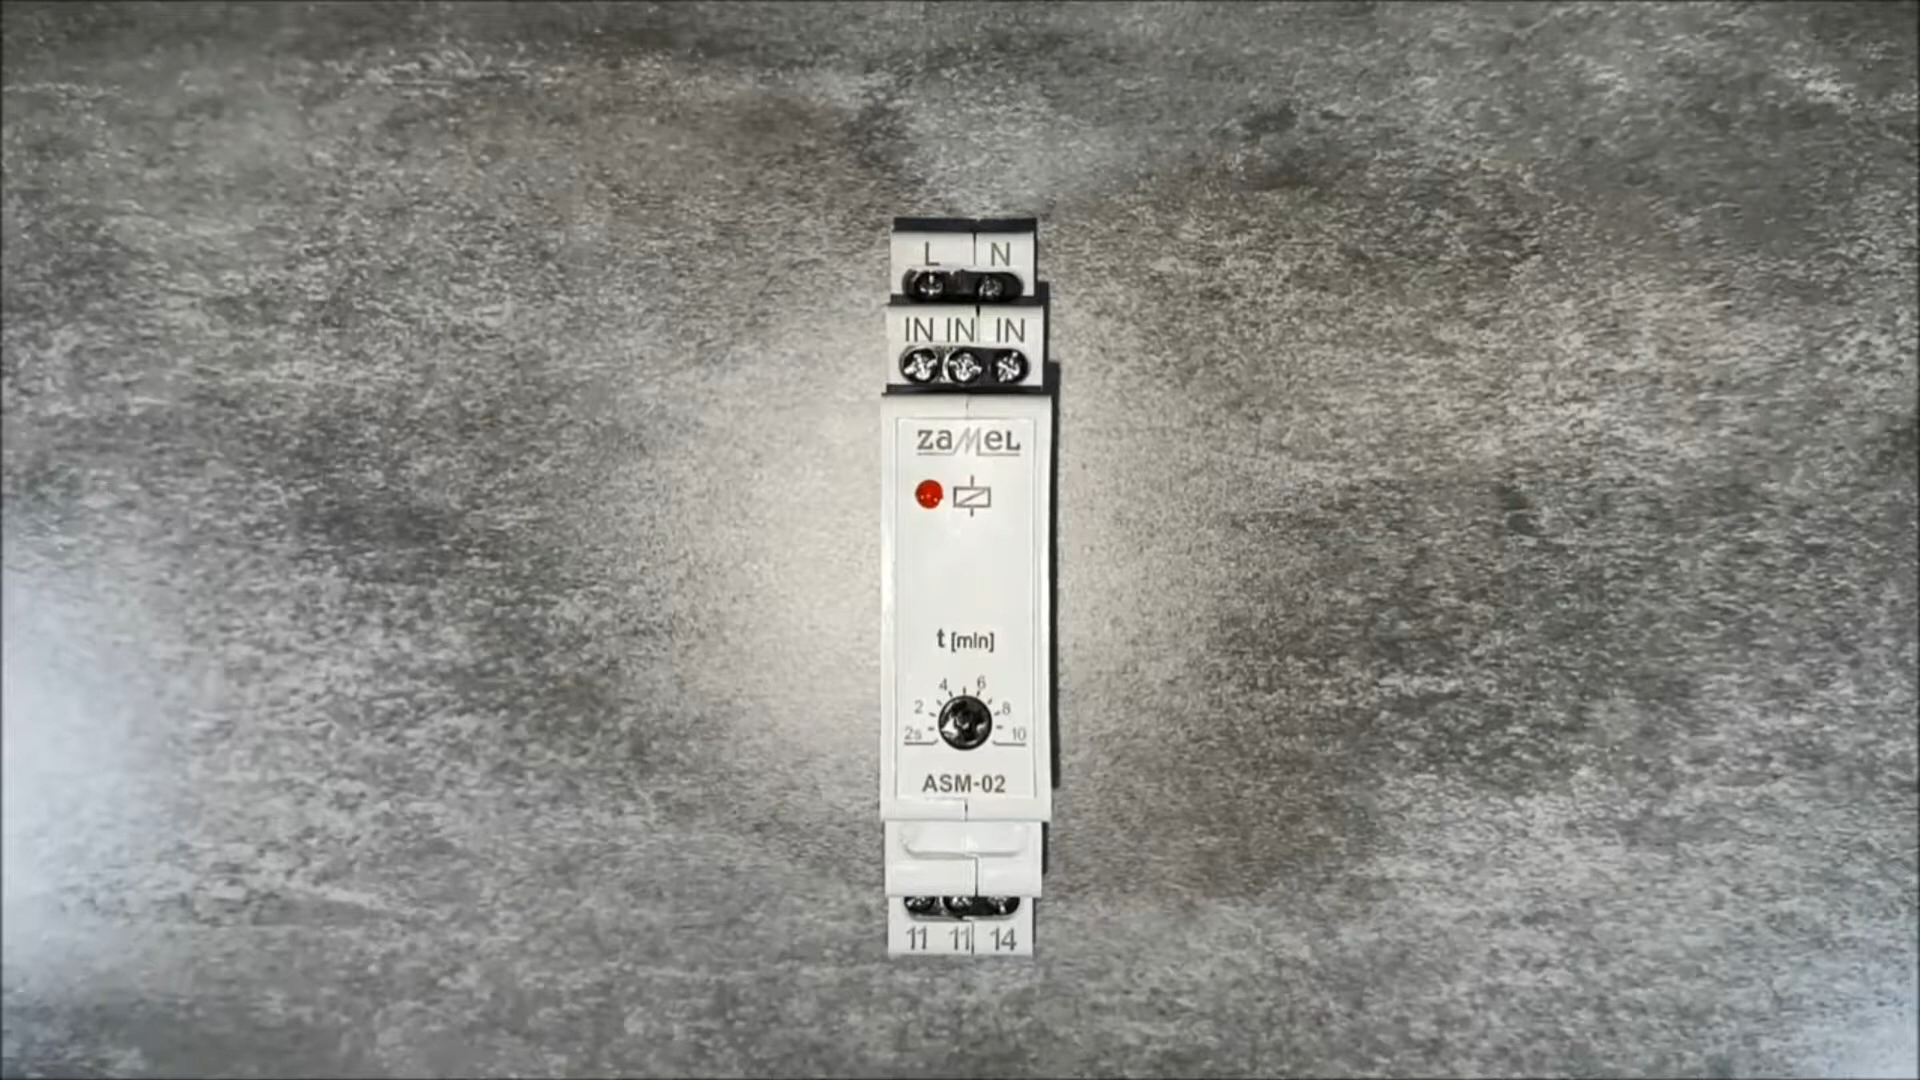 L N
IN IN IN
ZAMEL
t [min]
4 6
2 8
2s 10
ASM-02
11 11 14